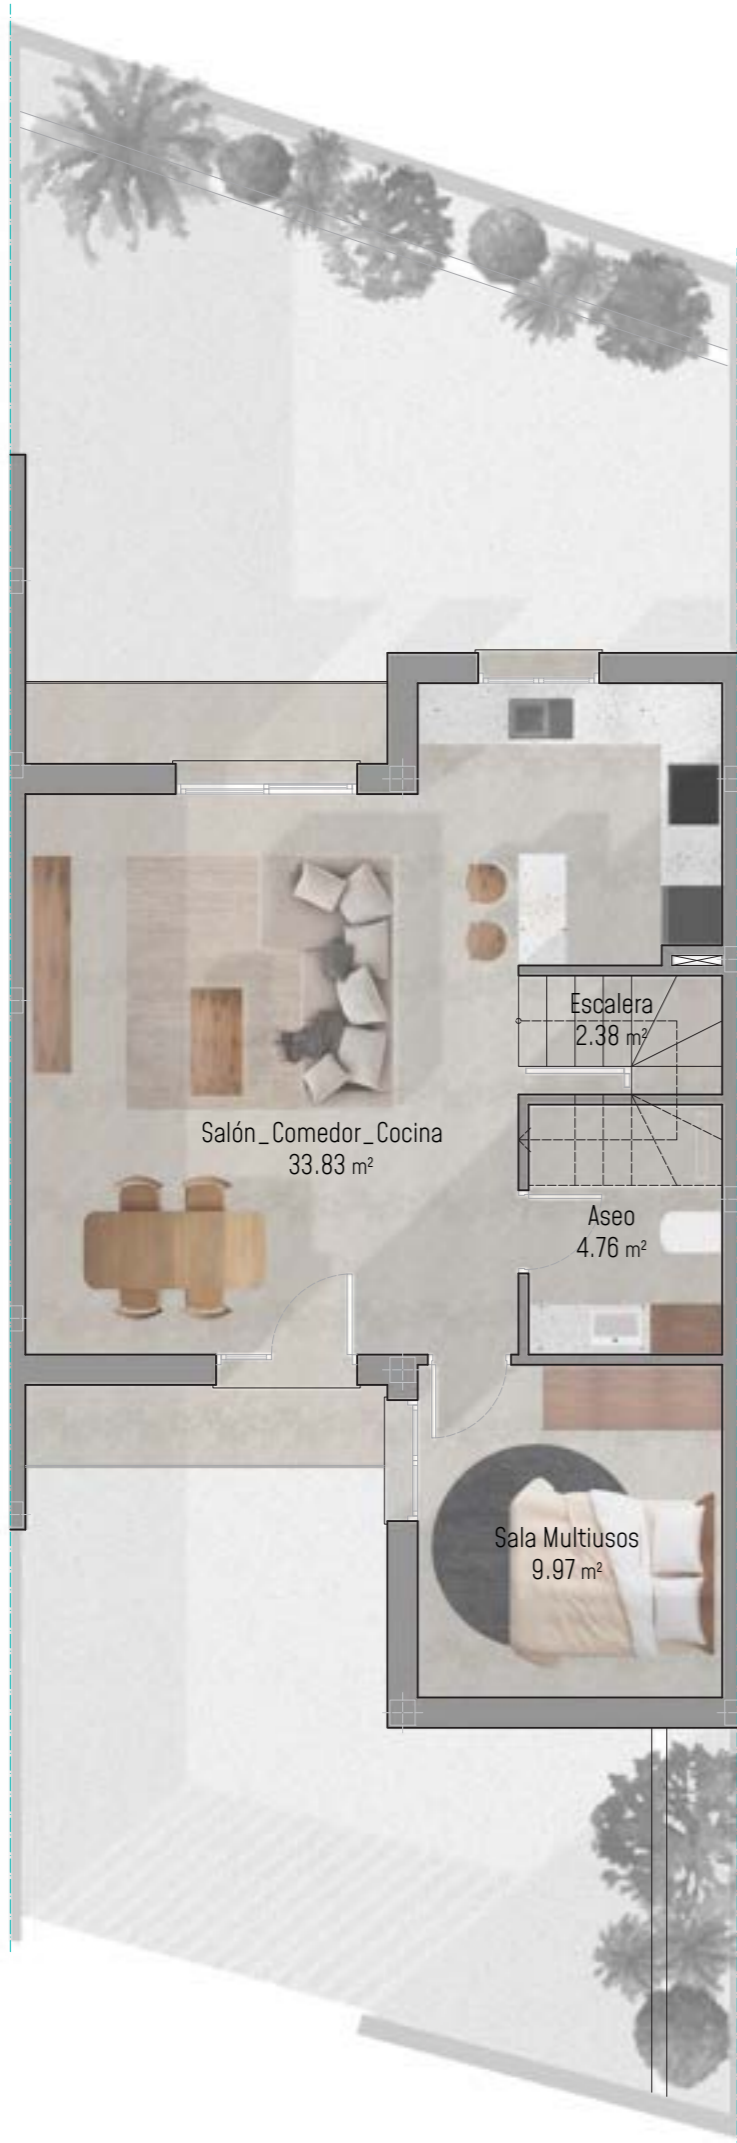 Escalera
2.38 m²
Salón_Comedor_Cocina
33.83 m²
Aseo
4.76 m²
Sala Multiusos
9.97 m²